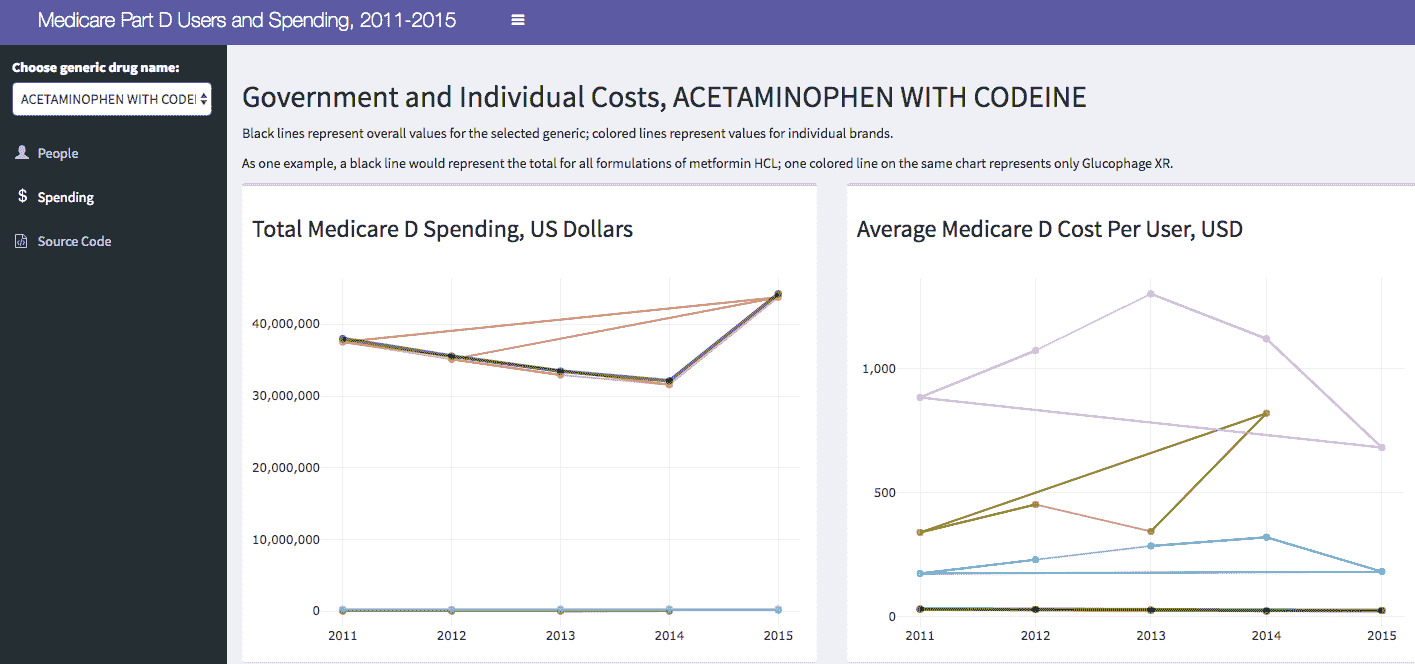 Medicare Part D Users and Spending, 2011-2015
Choose generic drug name:
ACETAMINOPHEN WITH CODEI
People
$ Spending
Source Code
Government and Individual Costs, ACETAMINOPHEN WITH CODEINE
Black lines represent overall values for the selected generic; colored lines represent values for individual brands.
As one example, a black line would represent the total for all formulations of metformin HCL; one colored line on the same chart represents only Glucophage XR.
Total Medicare D Spending, US Dollars
40,000,000
30,000,000
20,000,000
10,000,000
0
2011 2012 2013 2014 2015
Average Medicare D Cost Per User, USD
1,000
500
0
2011 2012 2013 2014 2015